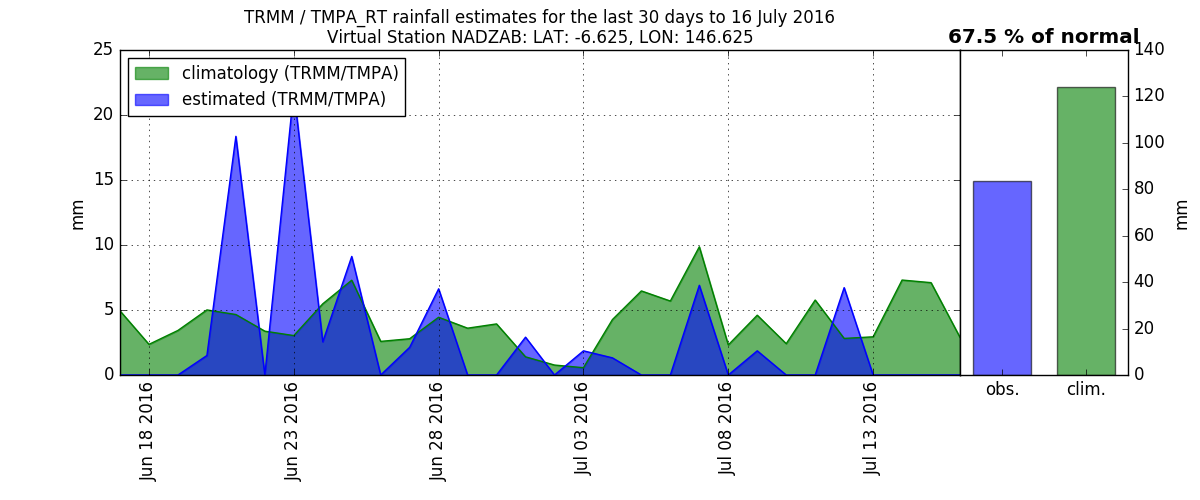 TRMM / TMPA_RT rainfall estimates for the last 30 days to 16 July 2016
Virtual Station NADZAB: LAT: -6.625, LON: 146.625
67.5 % of normal
climatology (TRMM/TMPA)
estimated (TRMM/TMPA)
25
20
15
10
5
0
mm
Jun 18 2016
Jun 23 2016
Jun 28 2016
Jul 03 2016
Jul 08 2016
Jul 13 2016
obs.
clim.
140
120
100
80
60
40
20
0
mm